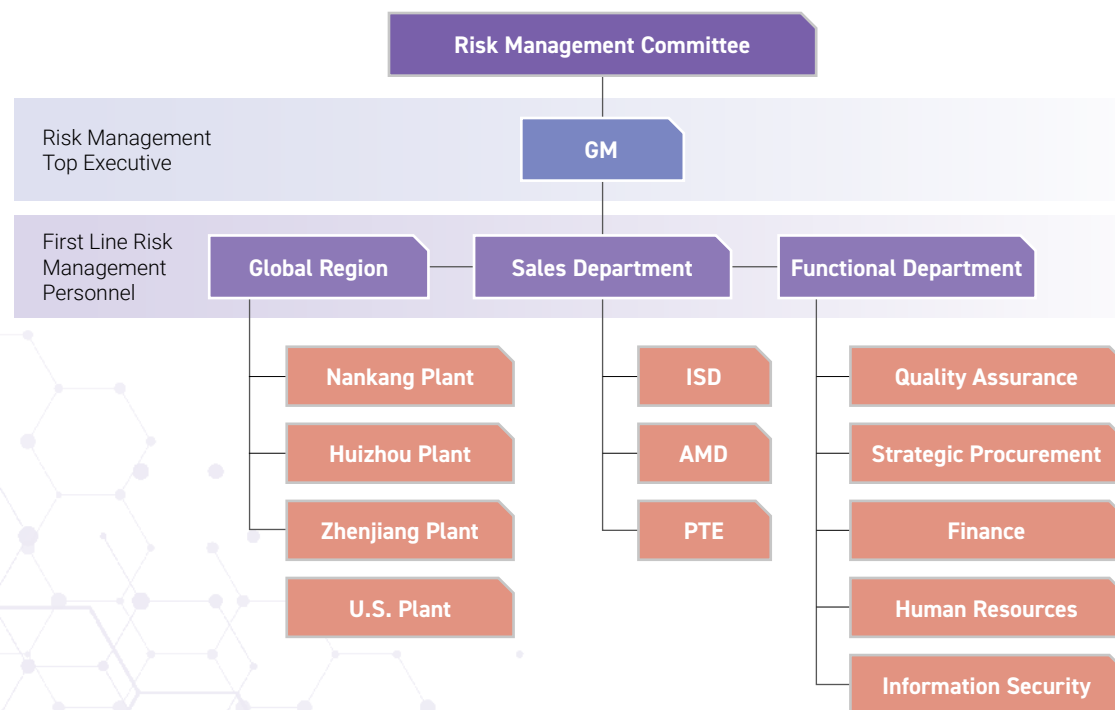 Risk Management Committee
Risk Management
Top Executive
GM
First Line Risk
Management
Personnel
Global Region
Sales Department
Functional Department
Nankang Plant
Huizhou Plant
Zhenjiang Plant
U.S. Plant
ISD
AMD
PTE
Quality Assurance
Strategic Procurement
Finance
Human Resources
Information Security